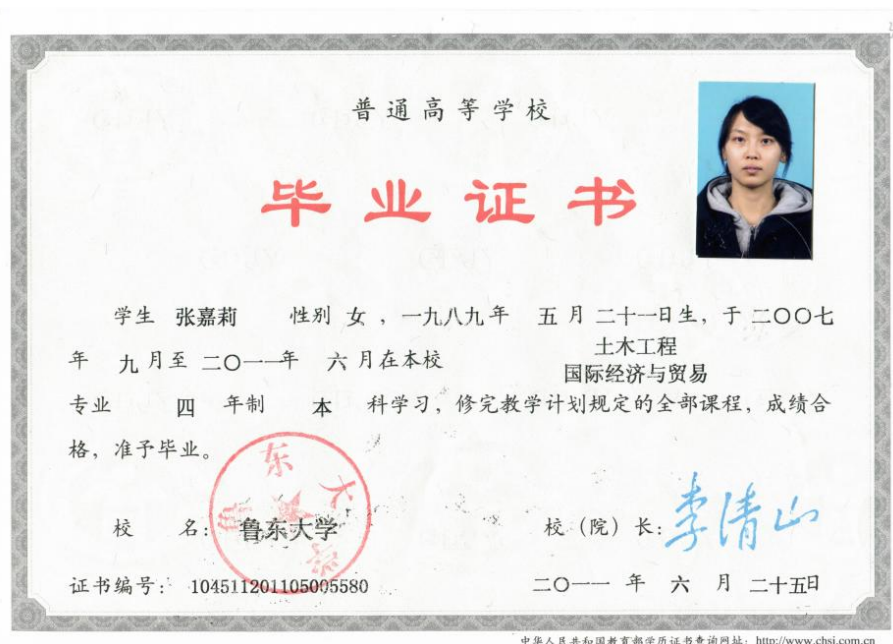 普通高等学校
毕业证书
学生 张嘉莉 性别 女 ，一九八九年 五 月 二十一日生，于 二〇〇七
年 九 月至 二〇一一年 六 月在本校 土木工程
国际经济与贸易
专业 四 年制 本 科学习，修完教学计划规定的全部课程，成绩合
格，准予毕业。
鲁东大学
校 名：鲁东大学 校（院）长：李清山
证书编号： 104511201105005580 二〇一一 年 六 月 二十五日
中华人民共和国教育部学历证书查询网址：http://www.chsi.com.cn